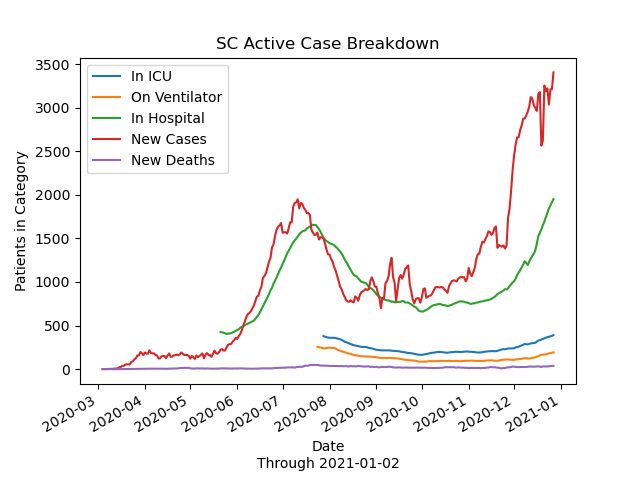 SC Active Case Breakdown
In ICU
On Ventilator
In Hospital
New Cases
New Deaths
3500
3000
2500
2000
1500
1000
500
0
Patients in Category
2020-03
2020-04
2020-05
2020-06
2020-07
2020-08
2020-09
2020-10
2020-11
2020-12
2021-01
Date
Through 2021-01-02